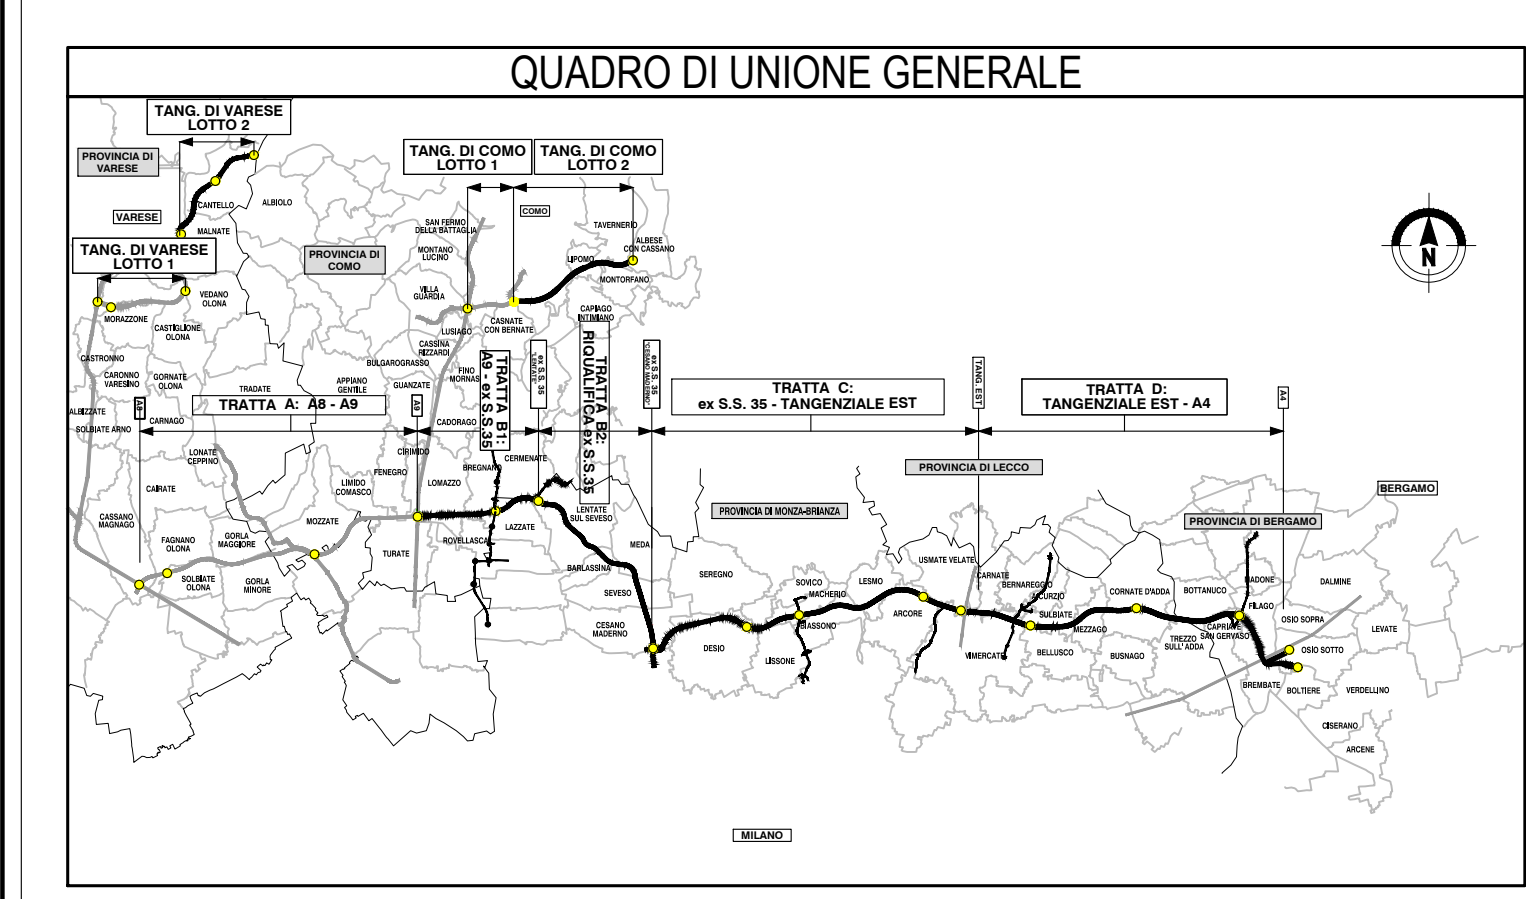 QUADRO DI UNIONE GENERALE
TANG. DI VARESE
LOTTO 2
PROVINCIA DI
VARESE
TANG. DI COMO
LOTTO 1
TANG. DI COMO
LOTTO 2
CANTELLO
ALBIOLO
VARESE
MALNATE
COMO
SAN FERMO
DELLA BATTAGLIA
TAVERNERIO
ALBESE
CON CASSANO
TANG. DI VARESE
LOTTO 1
PROVINCIA DI
COMO
MONTANO
LUCINO
LIPOMO
MONTORFANO
VILLA
GUARDIA
VEDANO
OLONA
MORAZZONE
CASTIGLIONE
OLONA
LUSIAGO
CASNATE
CON BERNATE
CAPIAGO
INTIMIANO
CASSINA
RIZZARDI
BULGAROGRASSO
CASTRONNO
CARONNO
VARESINO
GORNATE
OLONA
TRADATE
APPIANO
GENTILE
GUANZATE
FINO
MORNAS
TRATTA B1:
A9 - ex S.S.35
ex S.S. 35
"LENTATE"
TRATTA B2:
RIQUALIFICA ex S.S.35
ex S.S. 35
"CESANO MADERNO"
TRATTA C:
ex S.S. 35 - TANGENZIALE EST
TANG. EST
TRATTA D:
TANGENZIALE EST - A4
A4
ALBIZZATE
A8
TRATTA A: A8 - A9
A9
SOLBIATE ARNO
CARNAGO
CADORAGO
LONATE
CEPPINO
CIRIMIDO
FENEGRO
BREGNANO
CERMENATE
LIMIDO
COMASCO
LOMAZZO
CAIRATE
PROVINCIA DI LECCO
BERGAMO
CASSANO
MAGNAGO
MOZZATE
LAZZATE
LENTATE
SUL SEVESO
PROVINCIA DI MONZA-BRIANZA
PROVINCIA DI BERGAMO
FAGNANO
OLONA
GORLA
MAGGIORE
TURATE
ROVELLASCA
MEDA
SOLBIATE
OLONA
GORLA
MINORE
BARLASSINA
SEVESO
SEREGNO
SOVICO
MACHERIO
LESMO
USMATE VELATE
CARNATE
BERNAREGGIO
CORNATE D'ADDA
BOTTANUCO
MADONE
DALMINE
CESANO
MADERNO
BIASSONO
ARCORE
SULBIATE
MEZZAGO
FILAGO
OSIO SOPRA
LEVATE
CAPRIATE
SAN GERVASO
TREZZO
SULL' ADDA
DESIO
LISSONE
VIMERCATE
BELLUSCO
BUSNAGO
OSIO SOTTO
BREMBATE
BOLTIERE
VERDELLINO
CISERANO
ARCENE
MILANO
N